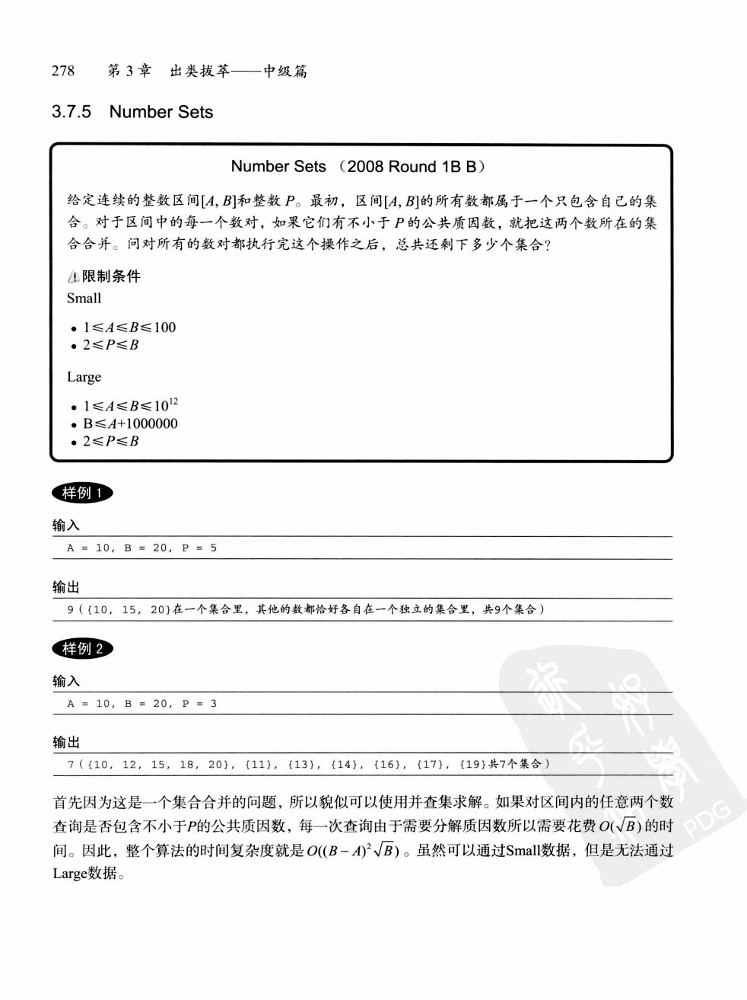 278 第 3 章 出类拔萃——中级篇
3.7.5 Number Sets
Number Sets （2008 Round 1B B）
给定连续的整数区间[A, B]和整数 P。最初，区间[A, B]的所有数都属于一个只包含自己的集
合。对于区间中的每一个数对，如果它们有不小于 P 的公共质因数，就把这两个数所在的集
合合并。问对所有的数对都执行完这个操作之后，总共还剩下多少个集合？
限制条件
Small
• 1≤A≤B≤100
• 2≤P≤B
Large
• 1≤A≤B≤10¹²
• B≤A+1000000
• 2≤P≤B
样例 1
输入
A = 10, B = 20, P = 5
输出
9（{10, 15, 20}在一个集合里，其他的数都恰好各自在一个独立的集合里，共9个集合）
样例 2
输入
A = 10, B = 20, P = 3
输出
7（{10, 12, 15, 18, 20}, {11}, {13}, {14}, {16}, {17}, {19}共7个集合）
首先因为这是一个集合合并的问题，所以貌似可以使用并查集求解。如果对区间内的任意两个数
查询是否包含不小于P的公共质因数，每一次查询由于需要分解质因数所以需要花费 O(√B) 的时
间。因此，整个算法的时间复杂度就是 O((B − A)²√B) 。虽然可以通过Small数据，但是无法通过
Large数据。
PDG